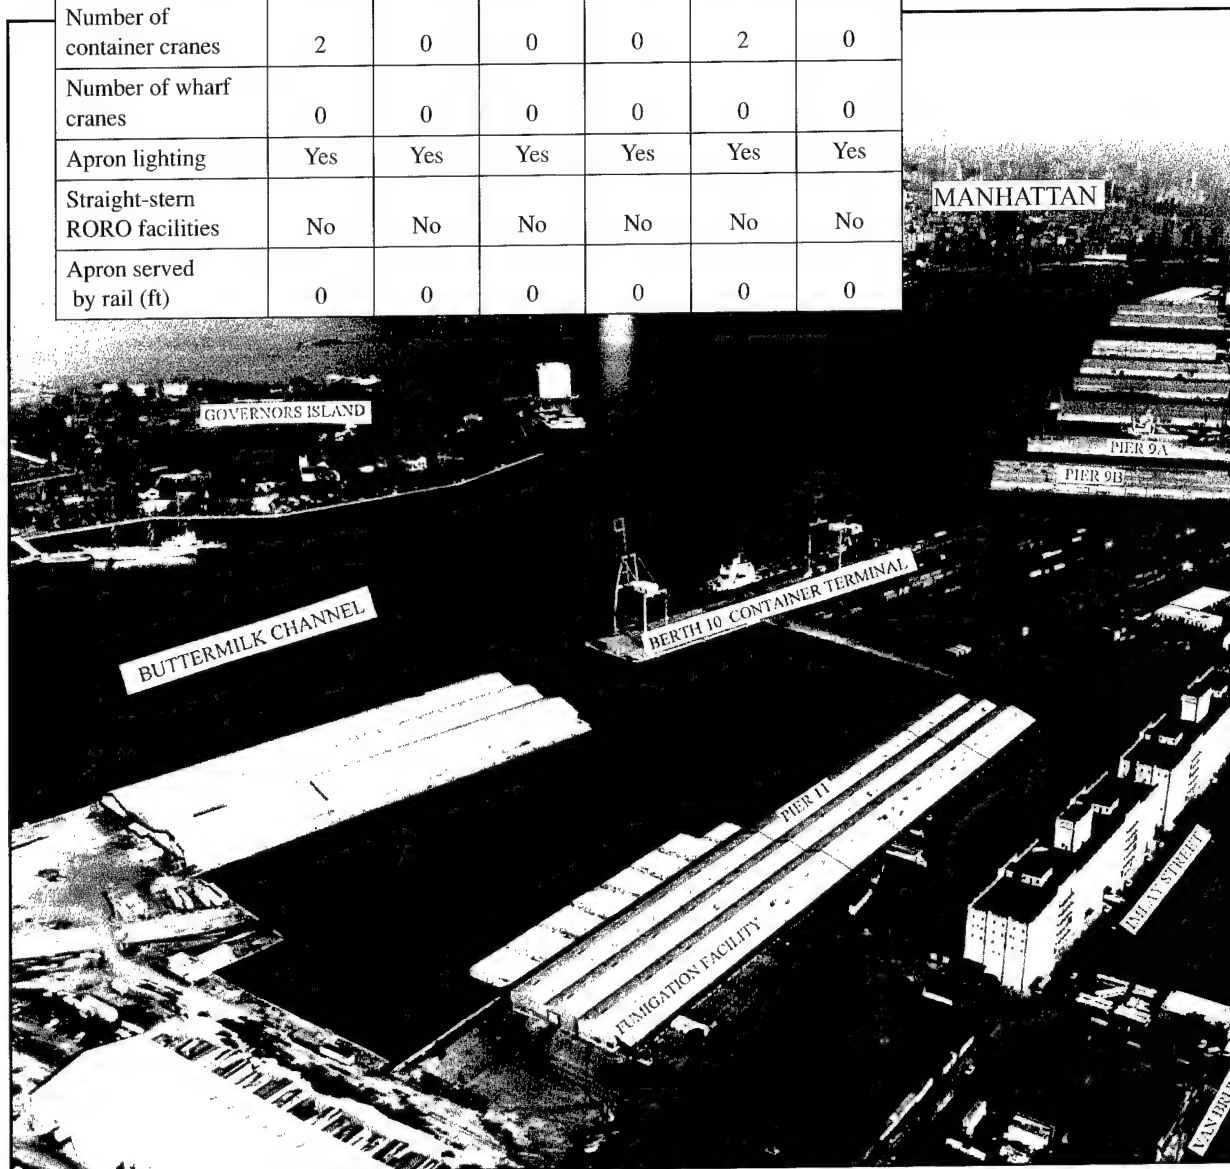 Number of
container cranes 2 0 0 0 2 0
Number of wharf
cranes 0 0 0 0 0 0
Apron lighting Yes Yes Yes Yes Yes Yes
Straight-stern
RORO facilities No No No No No No
Apron served
by rail (ft) 0 0 0 0 0 0
MANHATTAN
GOVERNORS ISLAND
PIER 9A
PIER 9B
BERTH 10 CONTAINER TERMINAL
BUTTERMILK CHANNEL
PIER 11
FUMIGATION FACILITY
IMLAY STREET